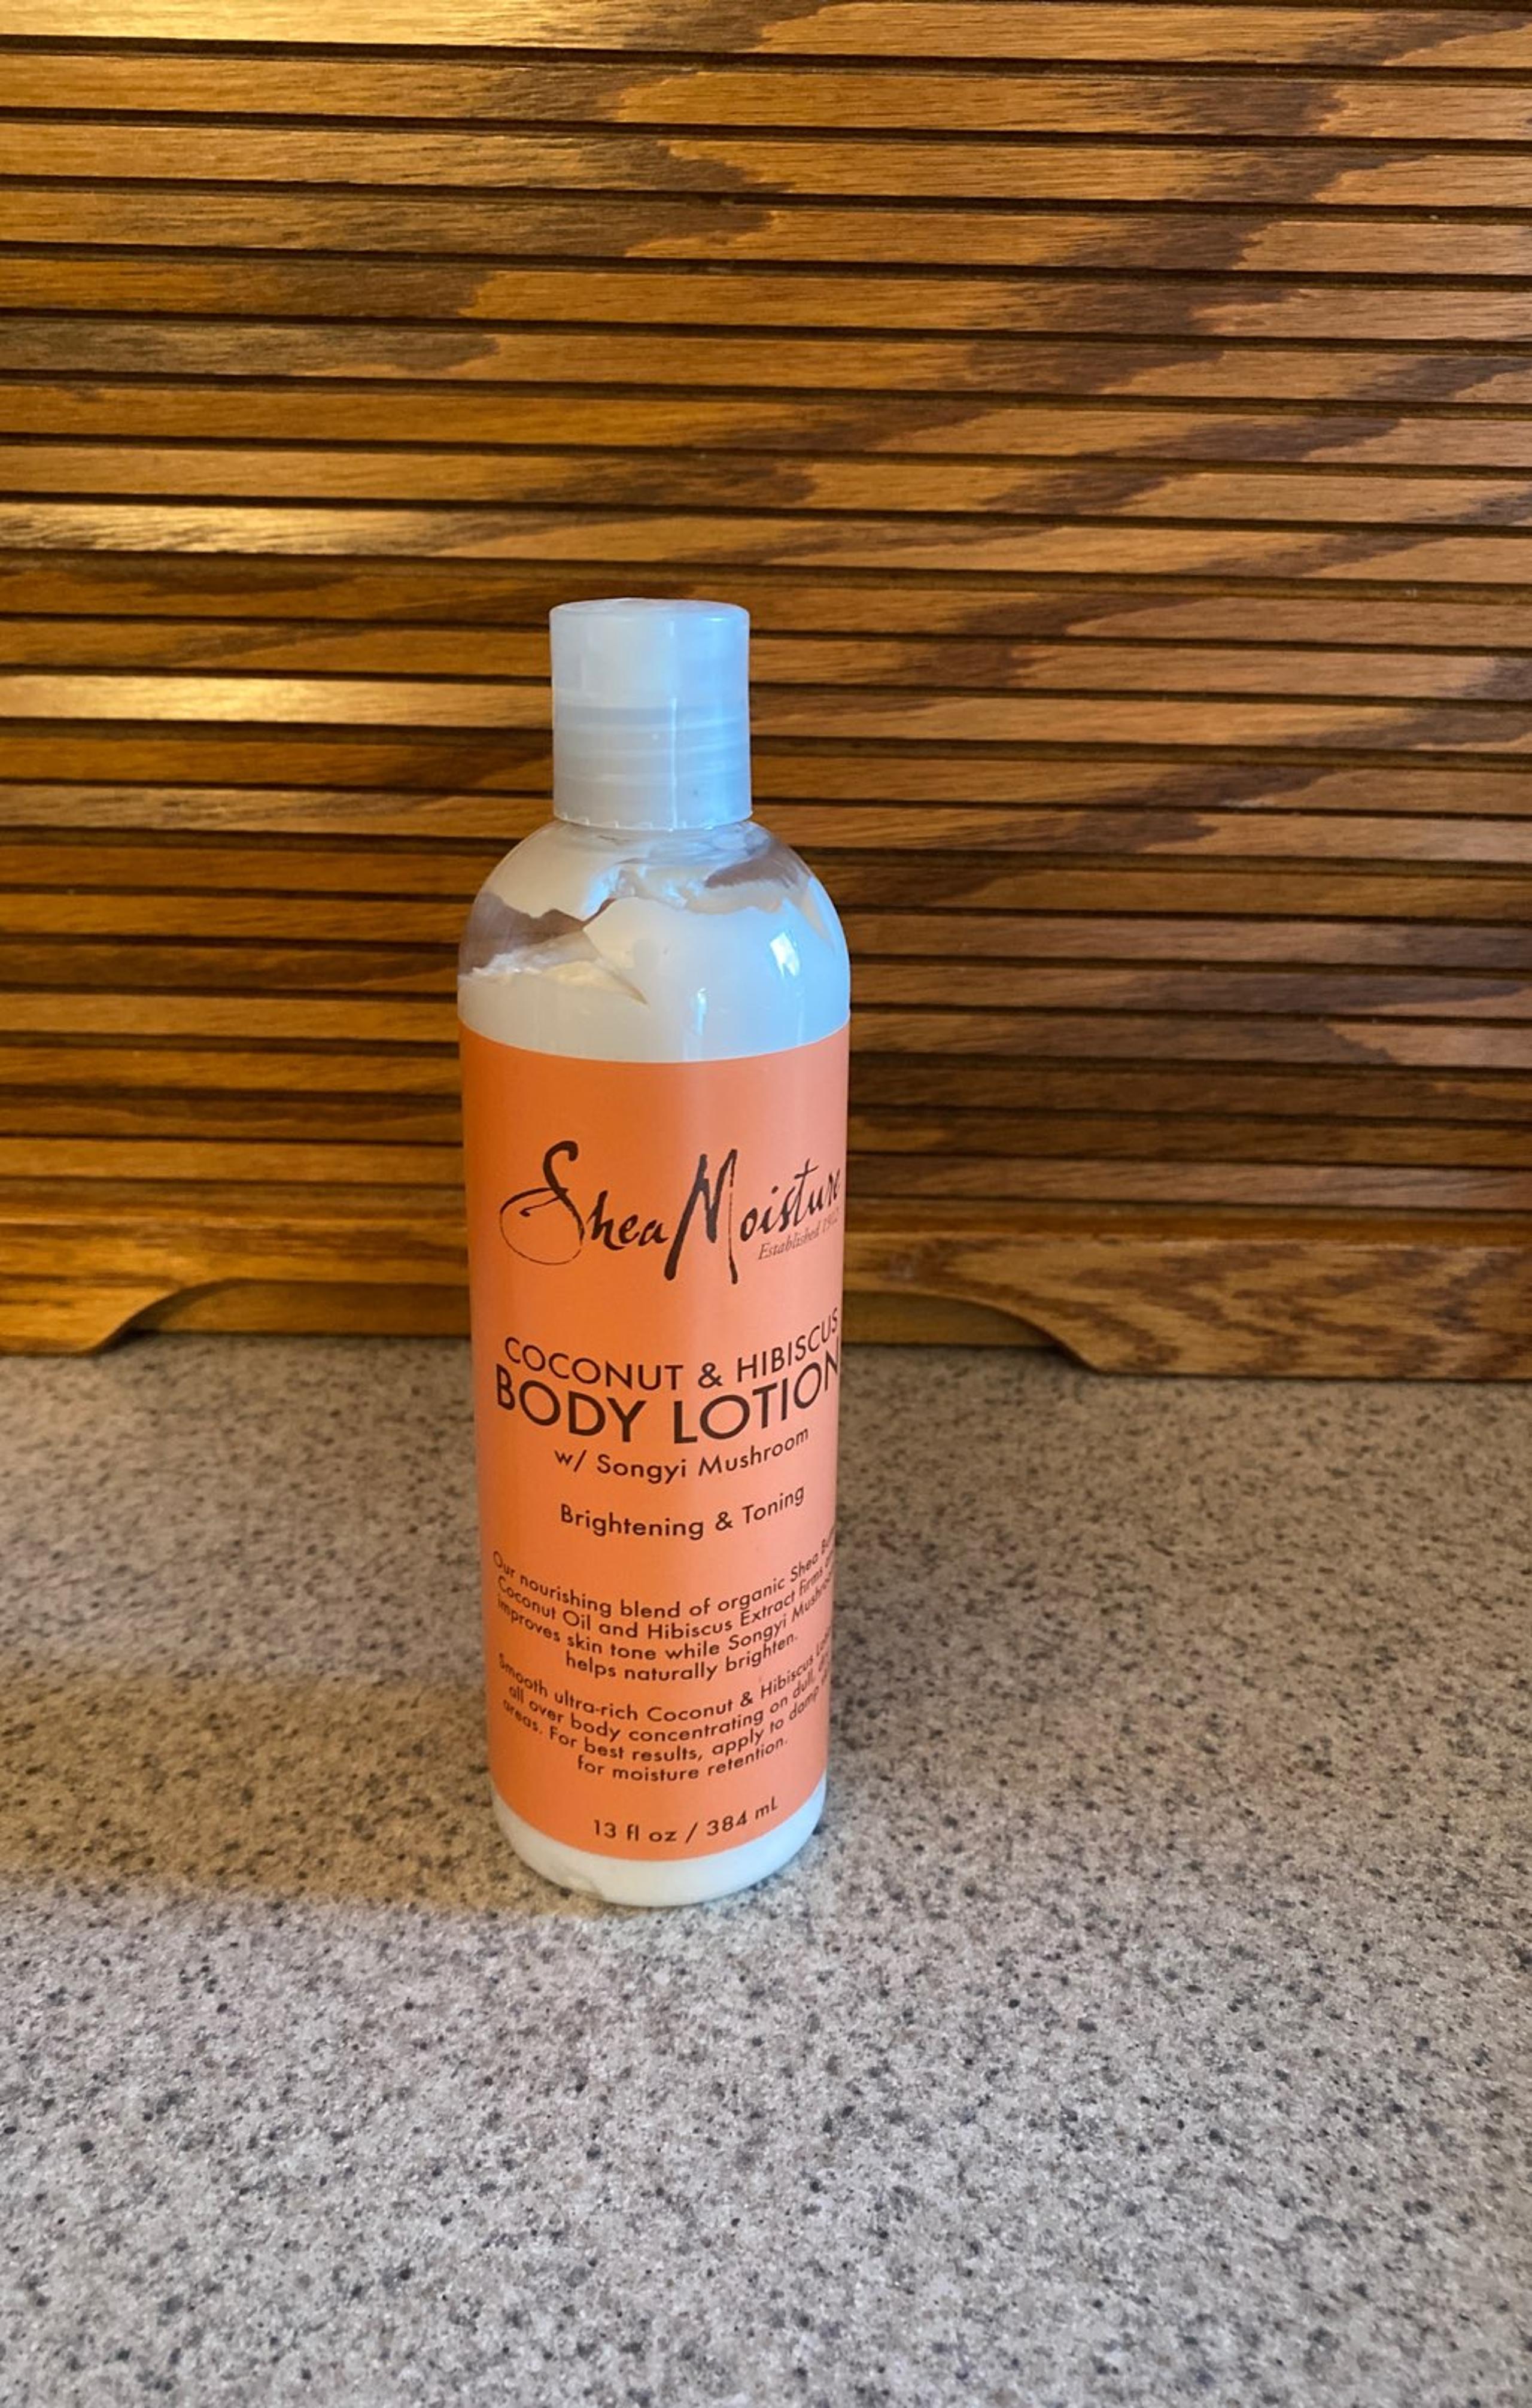 SheaMoisture
Established
COCONUT & HIBISCUS
BODY LOTION
w/ Songyi Mushroom
Brightening & Toning
Our nourishing blend of organic Shea
Coconut Oil and Hibiscus Extract firms
improves skin tone while Songyi
helps naturally brighten.
Smooth ultra-rich Coconut & Hibiscus
all over body concentrating on dull,
areas. For best results, apply to damp
for moisture retention.
13 fl oz / 384 mL